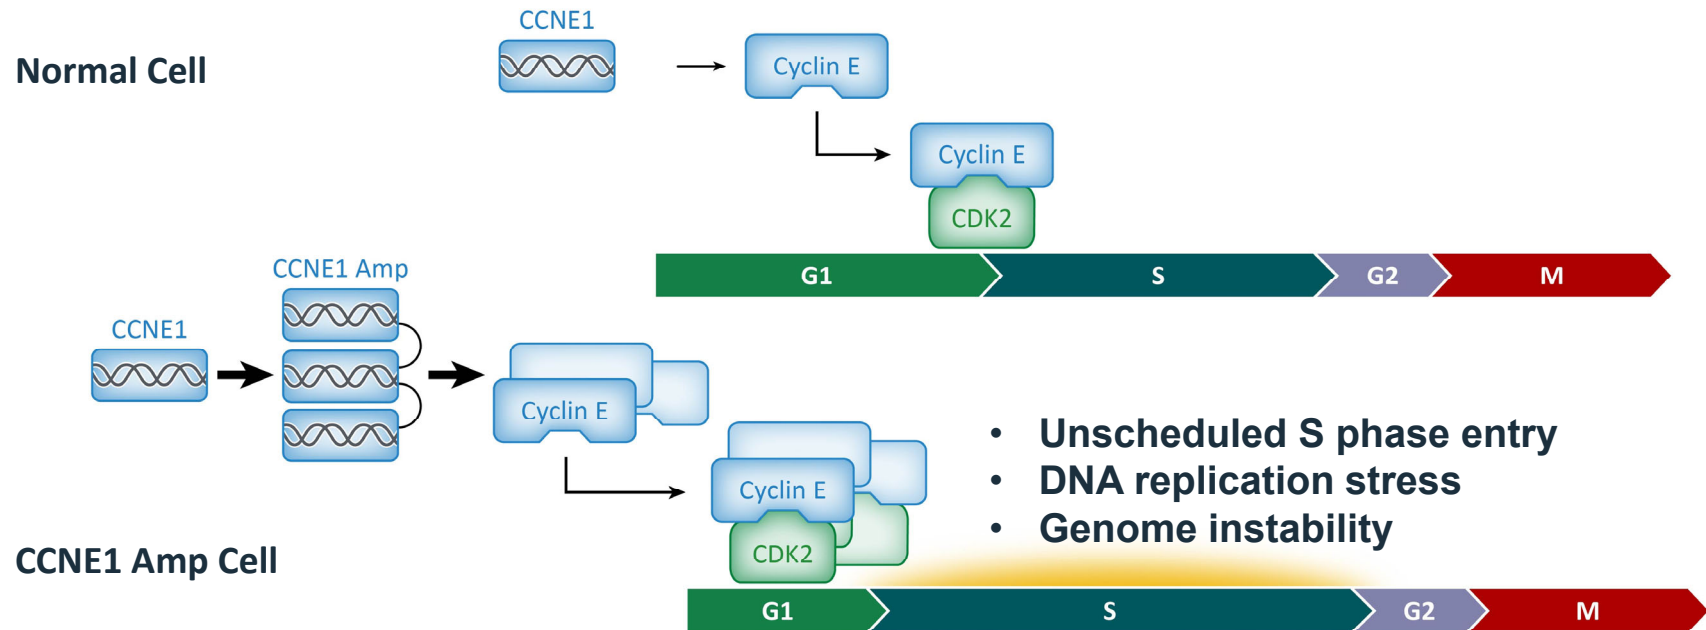 CCNE1
Normal Cell
Cyclin E
Cyclin E
CDK2
G1 S G2 M
CCNE1 Amp
CCNE1
Cyclin E
• Unscheduled S phase entry
• DNA replication stress
• Genome instability
Cyclin E
CDK2
CCNE1 Amp Cell
G1 S G2 M